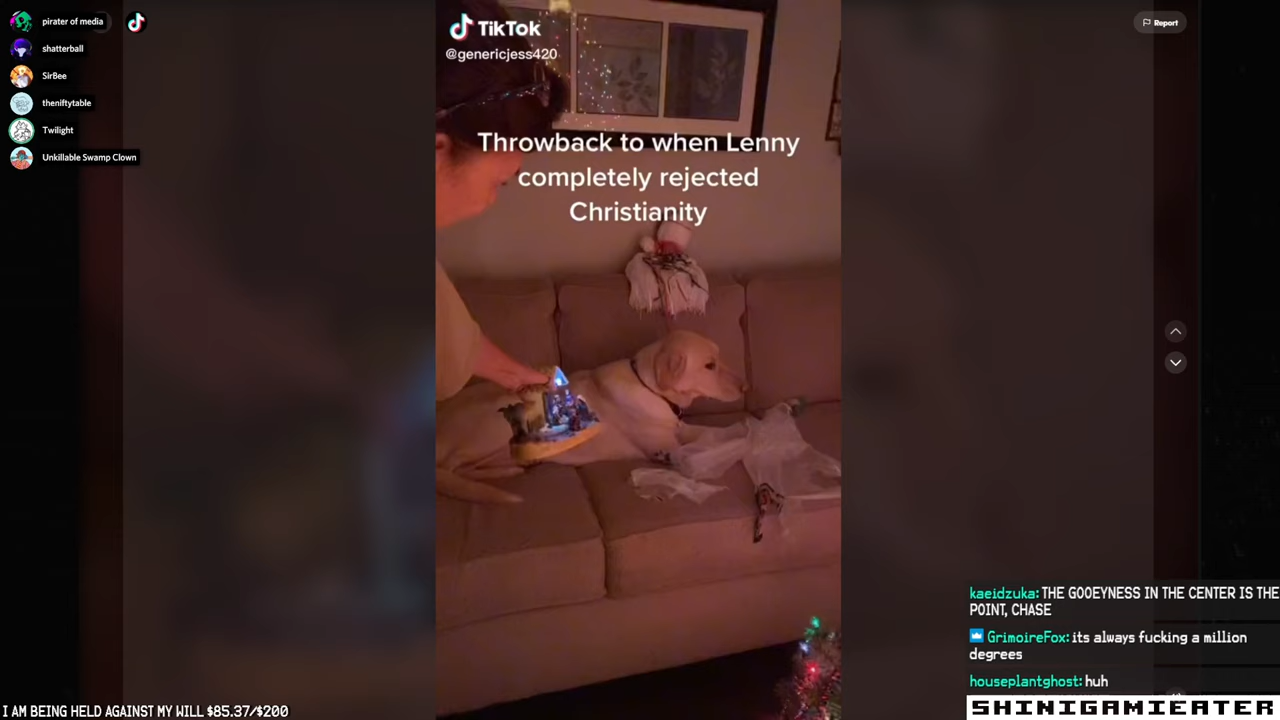 pirater of media
shatterball
SirBee
theniftytable
Twilight
Unkillable Swamp Clown
TikTok
@genericjess420
Report
Throwback to when Lenny
completely rejected
Christianity
kaeidzuka: THE GOOEYNESS IN THE CENTER IS THE
POINT, CHASE
GrimoireFox: its always fucking a million
degrees
houseplantghost: huh
I AM BEING HELD AGAINST MY WILL $85.37/$200
SHINIGAMIEATER